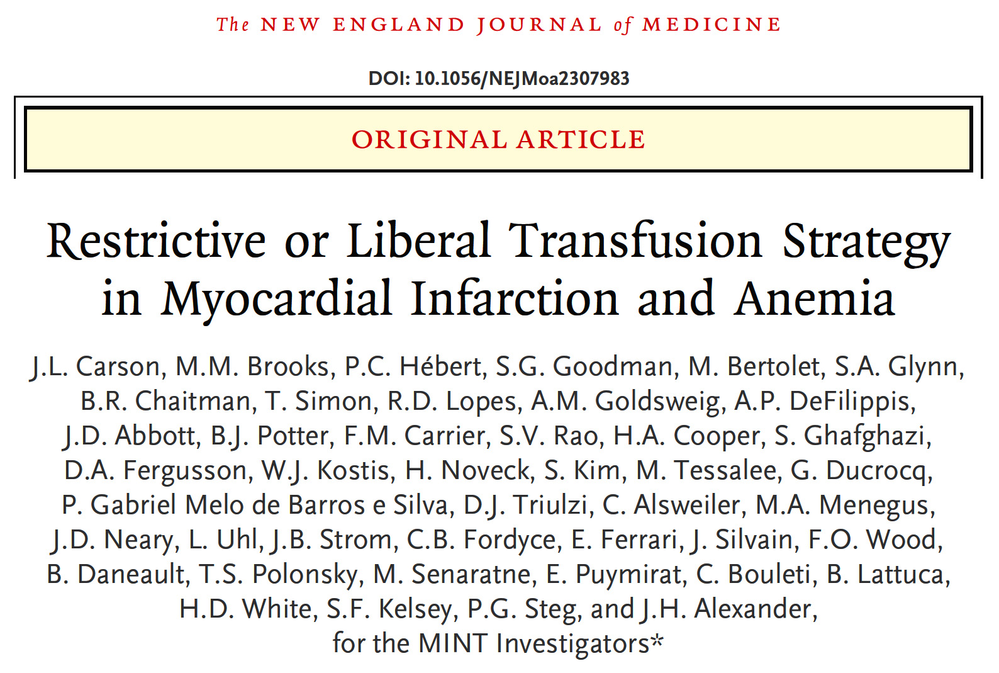 The NEW ENGLAND JOURNAL of MEDICINE
DOI: 10.1056/NEJMoa2307983
ORIGINAL ARTICLE
Restrictive or Liberal Transfusion Strategy
in Myocardial Infarction and Anemia
J.L. Carson, M.M. Brooks, P.C. Hébert, S.G. Goodman, M. Bertolet, S.A. Glynn,
B.R. Chaitman, T. Simon, R.D. Lopes, A.M. Goldsweig, A.P. DeFilippis,
J.D. Abbott, B.J. Potter, F.M. Carrier, S.V. Rao, H.A. Cooper, S. Ghafghazi,
D.A. Fergusson, W.J. Kostis, H. Noveck, S. Kim, M. Tessalee, G. Ducrocq,
P. Gabriel Melo de Barros e Silva, D.J. Triulzi, C. Alsweiler, M.A. Menegus,
J.D. Neary, L. Uhl, J.B. Strom, C.B. Fordyce, E. Ferrari, J. Silvain, F.O. Wood,
B. Daneault, T.S. Polonsky, M. Senaratne, E. Puymirat, C. Bouleti, B. Lattuca,
H.D. White, S.F. Kelsey, P.G. Steg, and J.H. Alexander,
for the MINT Investigators*